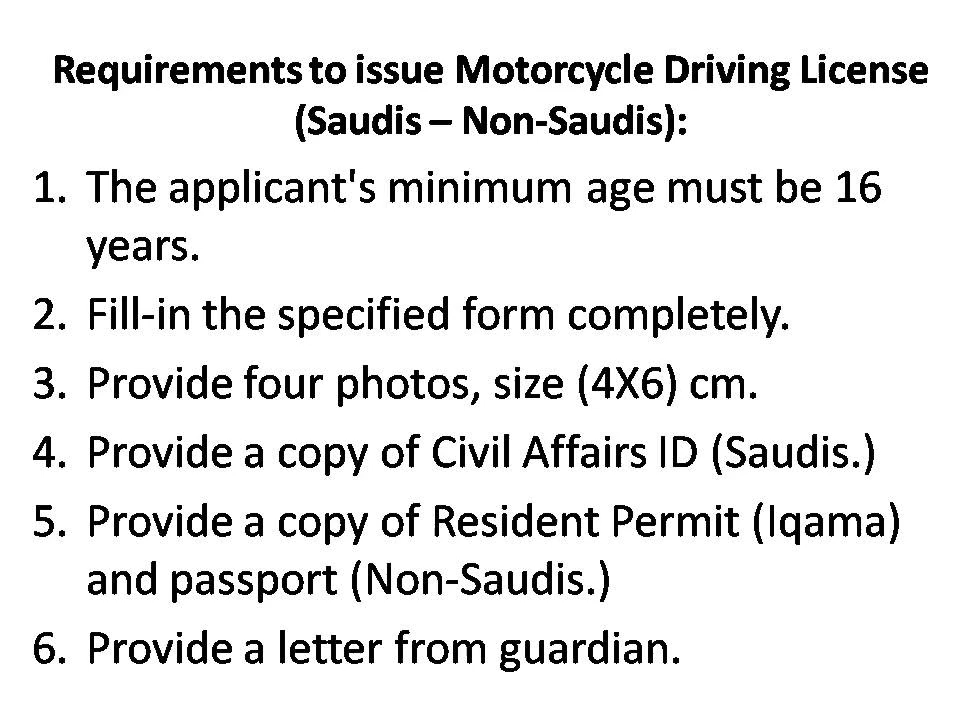 Requirements to issue Motorcycle Driving License
(Saudis – Non-Saudis):
1. The applicant's minimum age must be 16
years.
2. Fill-in the specified form completely.
3. Provide four photos, size (4X6) cm.
4. Provide a copy of Civil Affairs ID (Saudis.)
5. Provide a copy of Resident Permit (Iqama)
and passport (Non-Saudis.)
6. Provide a letter from guardian.